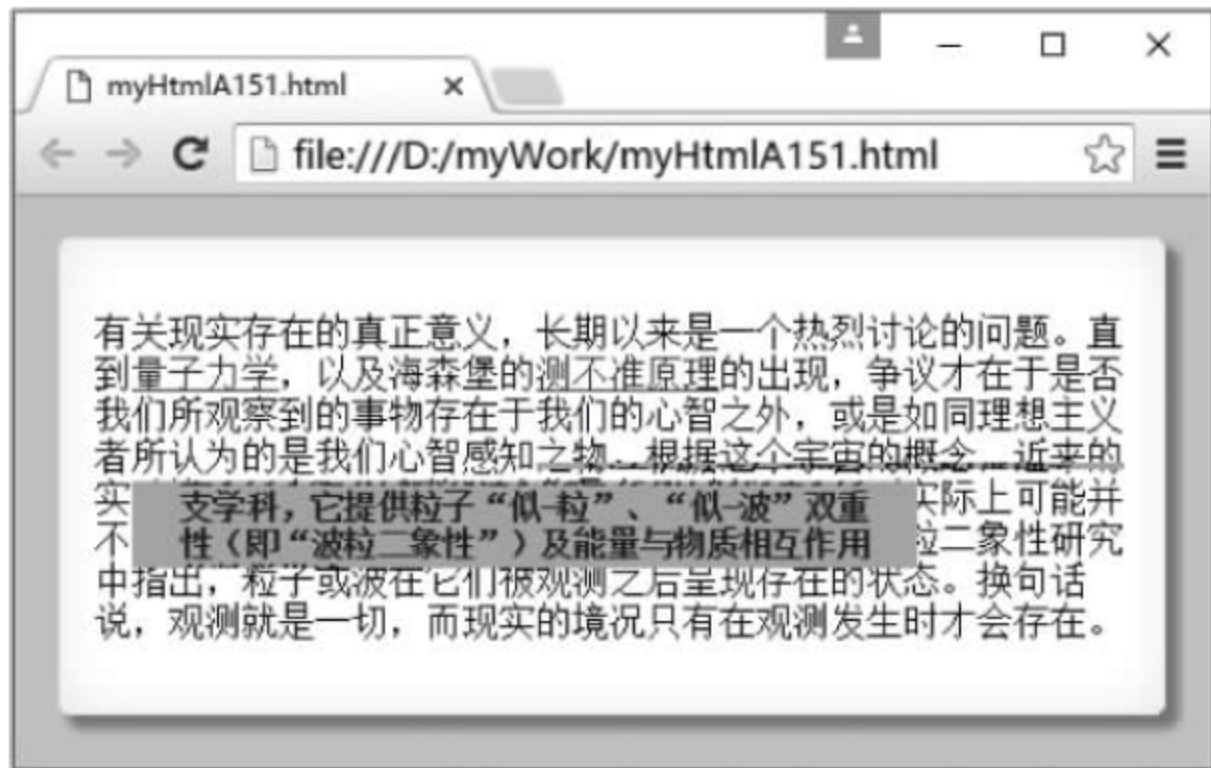 myHtmlA151.html
file:///D:/myWork/myHtmlA151.html
有关现实存在的真正意义，长期以来是一个热烈讨论的问题。直
到量子力学，以及海森堡的测不准原理的出现，争议才在于是否
我们所观察到的事物存在于我们的心智之外，或是如同理想主义
者所认为的是我们心智感知之物。根据这个宇宙的概念，近来的
实 实际上可能并
支学科，它提供粒子“似-粒”、“似-波”双重
不 粒二象性研究
性（即“波粒二象性”）及能量与物质相互作用
中指出，粒子或波在它们被观测之后呈现存在的状态。换句话
说，观测就是一切，而现实的境况只有在观测发生时才会存在。